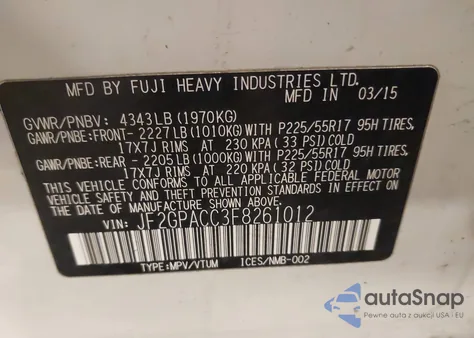 MFD BY FUJI HEAVY INDUSTRIES LTD.
MFD IN 03/15
GVWR/PNBV: 4343LB (1970KG)
GAWR/PNBE:FRONT- 2227LB (1010KG) WITH P225/55R17 95H TIRES,
17X7J RIMS AT 230 KPA (33 PSI) COLD
GAWR/PNBE:REAR - 2205LB (1000KG) WITH P225/55R17 95H TIRES,
17X7J RIMS AT 220 KPA (32 PSI) COLD
THIS VEHICLE CONFORMS TO ALL APPLICABLE FEDERAL MOTOR
VEHICLE SAFETY AND THEFT PREVENTION STANDARDS IN EFFECT
ON THE DATE OF MANUFACTURE SHOWN ABOVE.
VIN: JF2GPACC3F8261012
TYPE:MPV/VTUM ICES/NMB-002
autoSnap
Pewne auta z aukcji USA i EU